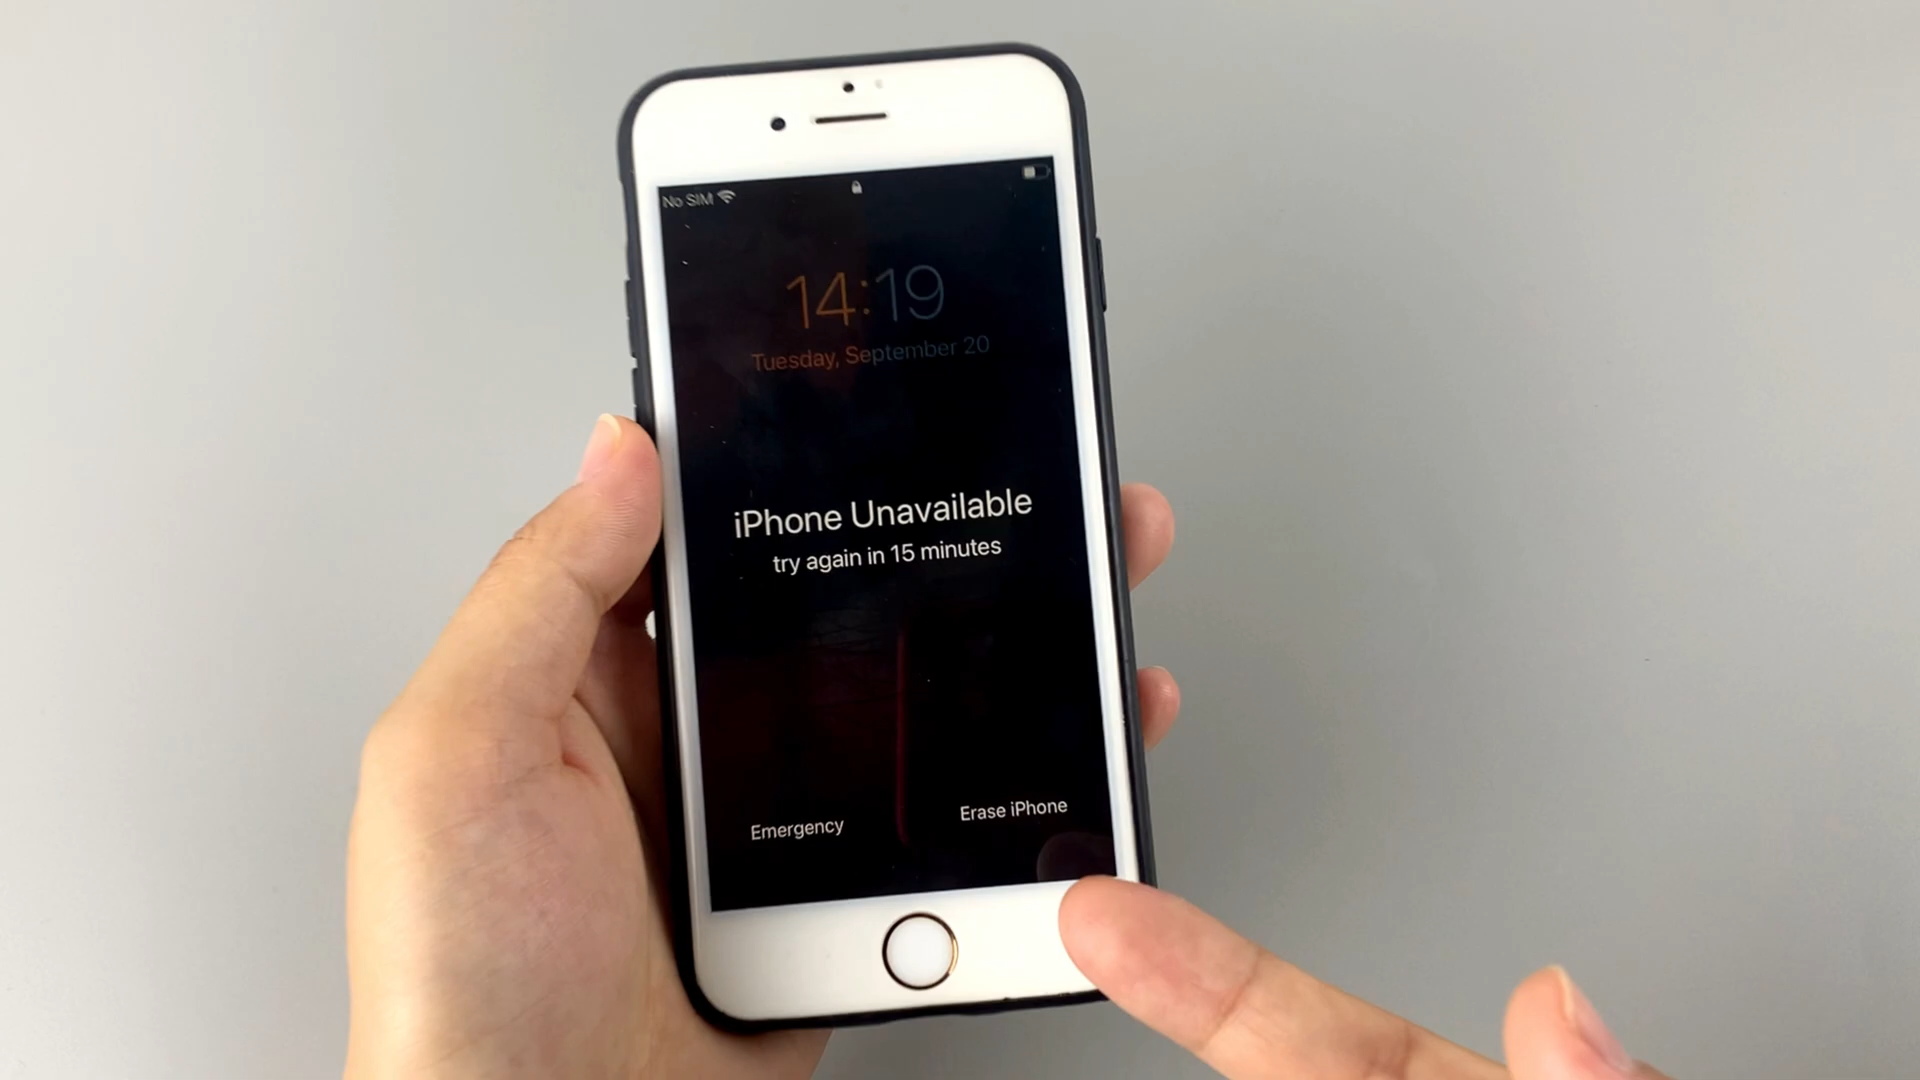 No SIM
14:19
Tuesday, September 20
iPhone Unavailable
try again in 15 minutes
Emergency
Erase iPhone